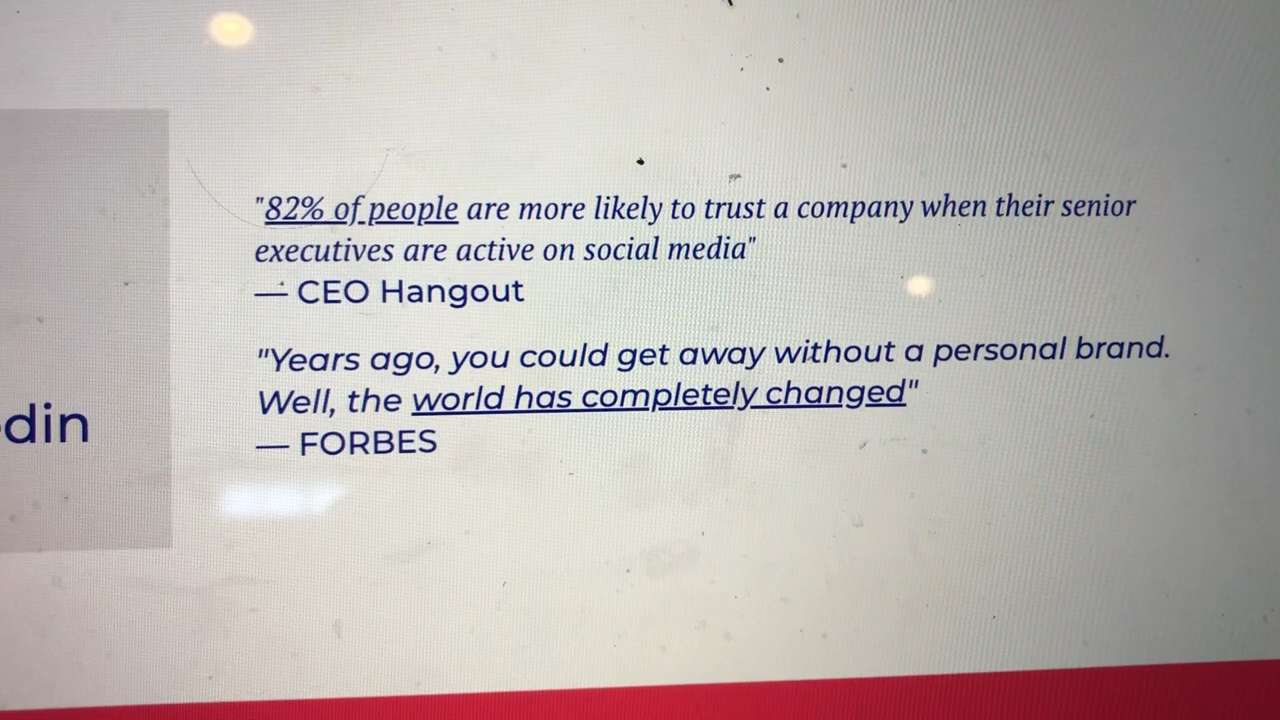 "82% of people are more likely to trust a company when their senior
executives are active on social media"
— CEO Hangout
"Years ago, you could get away without a personal brand.
Well, the world has completely changed"
— FORBES
din